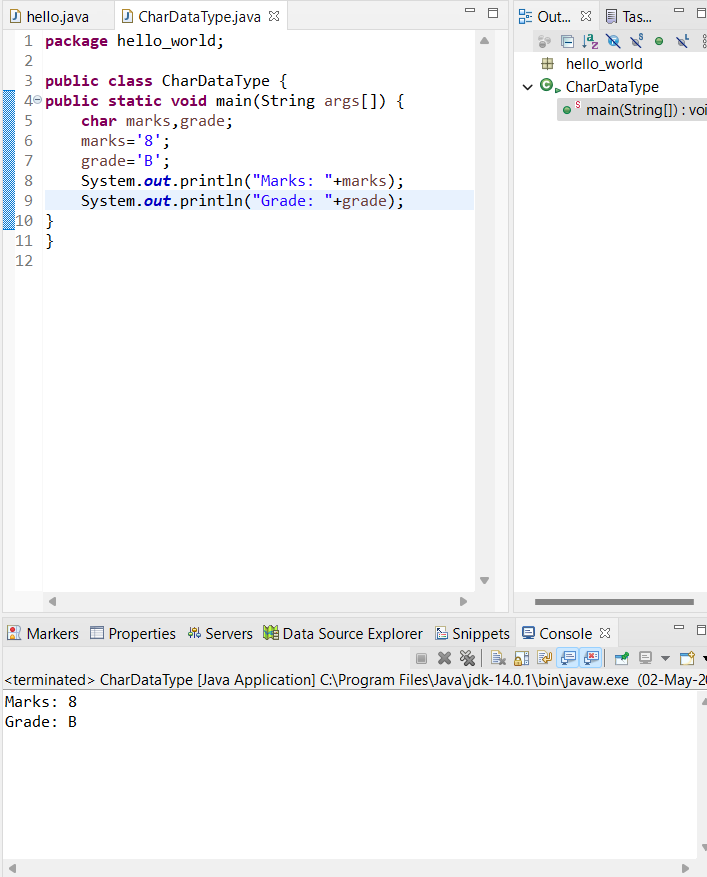 hello.java
CharDataType.java
Out...
Tas...
1 package hello_world;
2
3 public class CharDataType {
4 public static void main(String args[]) {
5     char marks,grade;
6     marks='8';
7     grade='B';
8     System.out.println("Marks: "+marks);
9     System.out.println("Grade: "+grade);
10 }
11 }
12
hello_world
CharDataType
main(String[]) : voi
Markers
Properties
Servers
Data Source Explorer
Snippets
Console
<terminated> CharDataType [Java Application] C:\Program Files\Java\jdk-14.0.1\bin\javaw.exe (02-May-20
Marks: 8
Grade: B